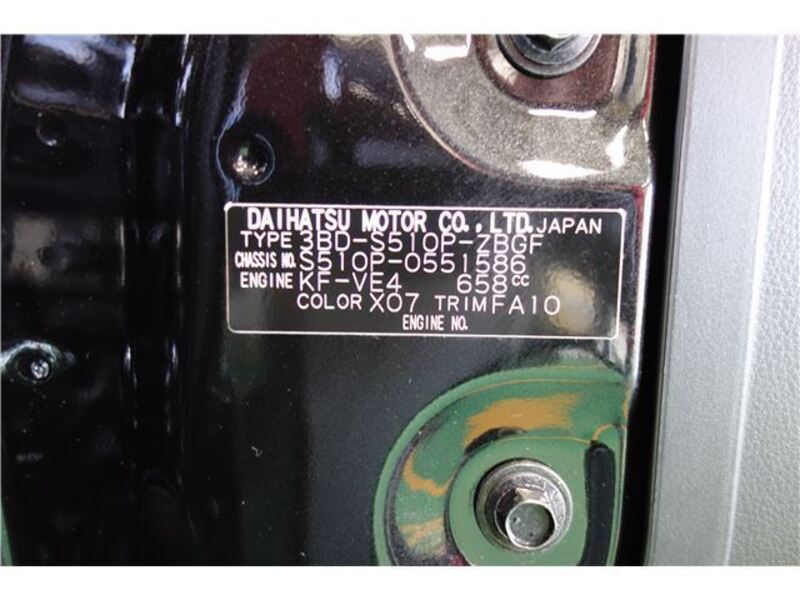 DAIHATSU MOTOR CO., LTD. JAPAN
TYPE 3BD-S510P-ZBGF
CHASSIS NO. S510P-0551586
ENGINE KF-VE4 658cc
COLOR X07 TRIM FA10
ENGINE NO.